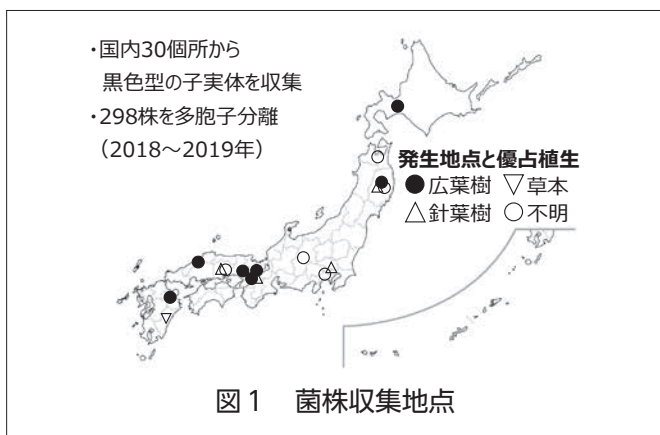 ・国内30個所から
黒色型の子実体を収集
・298株を多胞子分離
（2018～2019年）
発生地点と優占植生
●広葉樹 ▽草本
△針葉樹 ○不明
図1 菌株収集地点